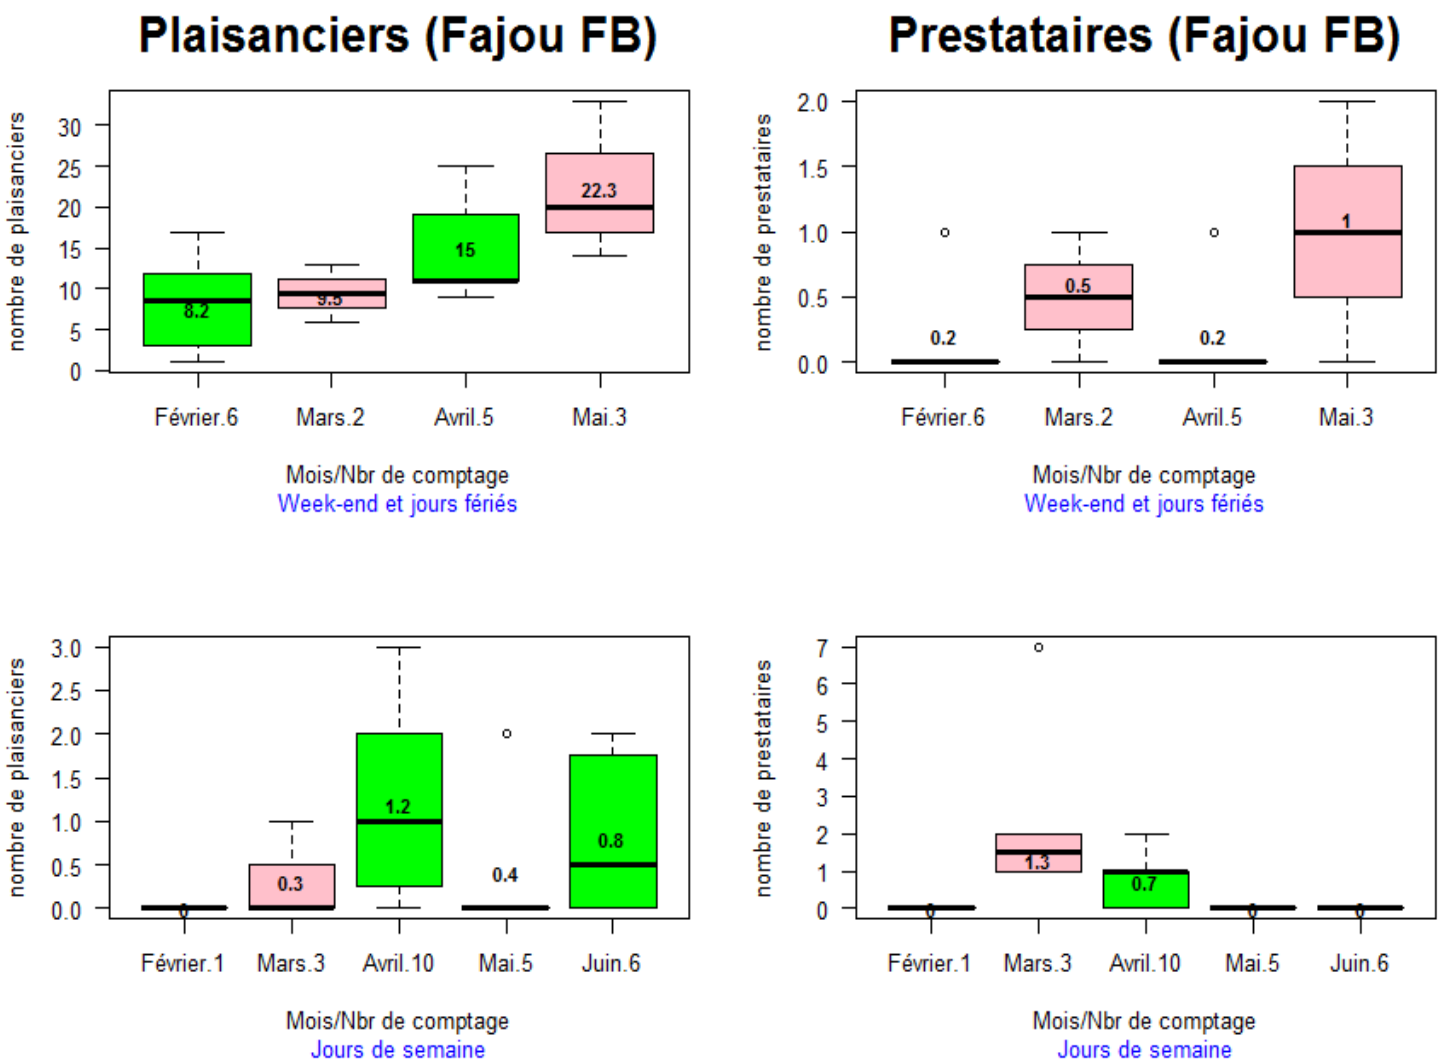 Plaisanciers (Fajou FB)
nombre de plaisanciers
30
25
20
15
10
5
0
8.2
9.5
15
22.3
Février.6 Mars.2 Avril.5 Mai.3
Mois/Nbr de comptage
Week-end et jours fériés
Prestataires (Fajou FB)
nombre de prestataires
2.0
1.5
1.0
0.5
0.0
0.2
0.5
0.2
1
Février.6 Mars.2 Avril.5 Mai.3
Mois/Nbr de comptage
Week-end et jours fériés
nombre de plaisanciers
3.0
2.5
2.0
1.5
1.0
0.5
0.0
0
0.3
1.2
0.4
0.8
Février.1 Mars.3 Avril.10 Mai.5 Juin.6
Mois/Nbr de comptage
Jours de semaine
nombre de prestataires
7
6
5
4
3
2
1
0
0
1.3
0.7
0
0
Février.1 Mars.3 Avril.10 Mai.5 Juin.6
Mois/Nbr de comptage
Jours de semaine